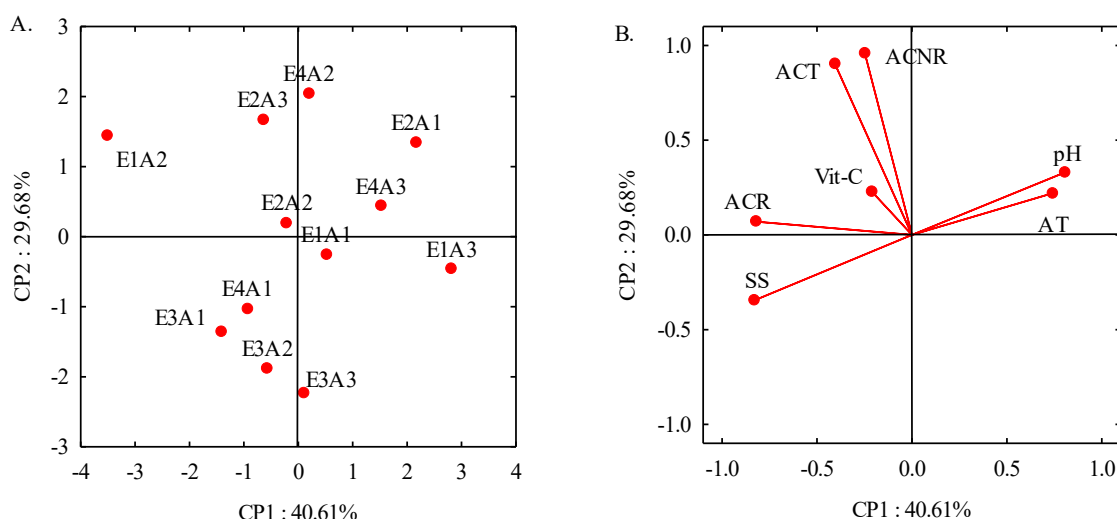 A.
3
2
1
0
-1
-2
-3
CP2 : 29.68%
E4A2
E2A3
E2A1
E1A2
E4A3
E2A2
E1A1
E1A3
E4A1
E3A1
E3A2
E3A3
-4
-3
-2
-1
0
1
2
3
4
CP1 : 40.61%
B.
1.0
0.5
0.0
-0.5
-1.0
CP2 : 29.68%
ACNR
ACT
pH
Vit-C
ACR
AT
SS
-1.0
-0.5
0.0
0.5
1.0
CP1 : 40.61%